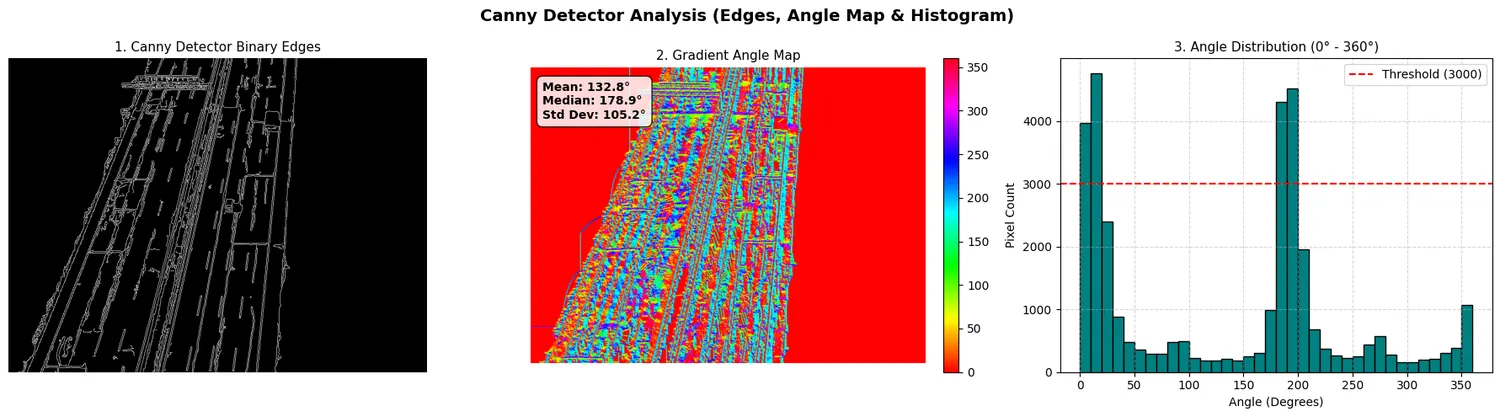 Canny Detector Analysis (Edges, Angle Map & Histogram)
1. Canny Detector Binary Edges
2. Gradient Angle Map
Mean: 132.8°
Median: 178.9°
Std Dev: 105.2°
350
300
250
200
150
100
50
0
3. Angle Distribution (0° - 360°)
Threshold (3000)
Pixel Count
4000
3000
2000
1000
0
0 50 100 150 200 250 300 350
Angle (Degrees)